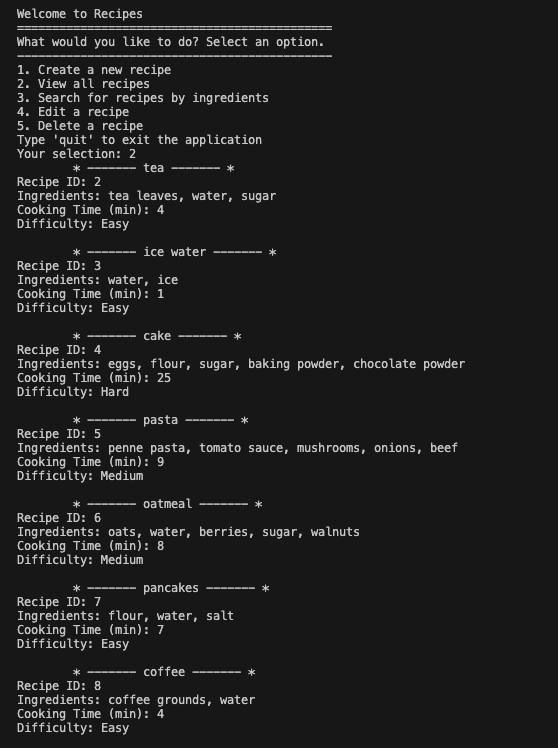 Welcome to Recipes
=============================================
What would you like to do? Select an option.
---------------------------------------------
1. Create a new recipe
2. View all recipes
3. Search for recipes by ingredients
4. Edit a recipe
5. Delete a recipe
Type 'quit' to exit the application
Your selection: 2
* ------- tea ------- *
Recipe ID: 2
Ingredients: tea leaves, water, sugar
Cooking Time (min): 4
Difficulty: Easy
* ------- ice water ------- *
Recipe ID: 3
Ingredients: water, ice
Cooking Time (min): 1
Difficulty: Easy
* ------- cake ------- *
Recipe ID: 4
Ingredients: eggs, flour, sugar, baking powder, chocolate powder
Cooking Time (min): 25
Difficulty: Hard
* ------- pasta ------- *
Recipe ID: 5
Ingredients: penne pasta, tomato sauce, mushrooms, onions, beef
Cooking Time (min): 9
Difficulty: Medium
* ------- oatmeal ------- *
Recipe ID: 6
Ingredients: oats, water, berries, sugar, walnuts
Cooking Time (min): 8
Difficulty: Medium
* ------- pancakes ------- *
Recipe ID: 7
Ingredients: flour, water, salt
Cooking Time (min): 7
Difficulty: Easy
* ------- coffee ------- *
Recipe ID: 8
Ingredients: coffee grounds, water
Cooking Time (min): 4
Difficulty: Easy